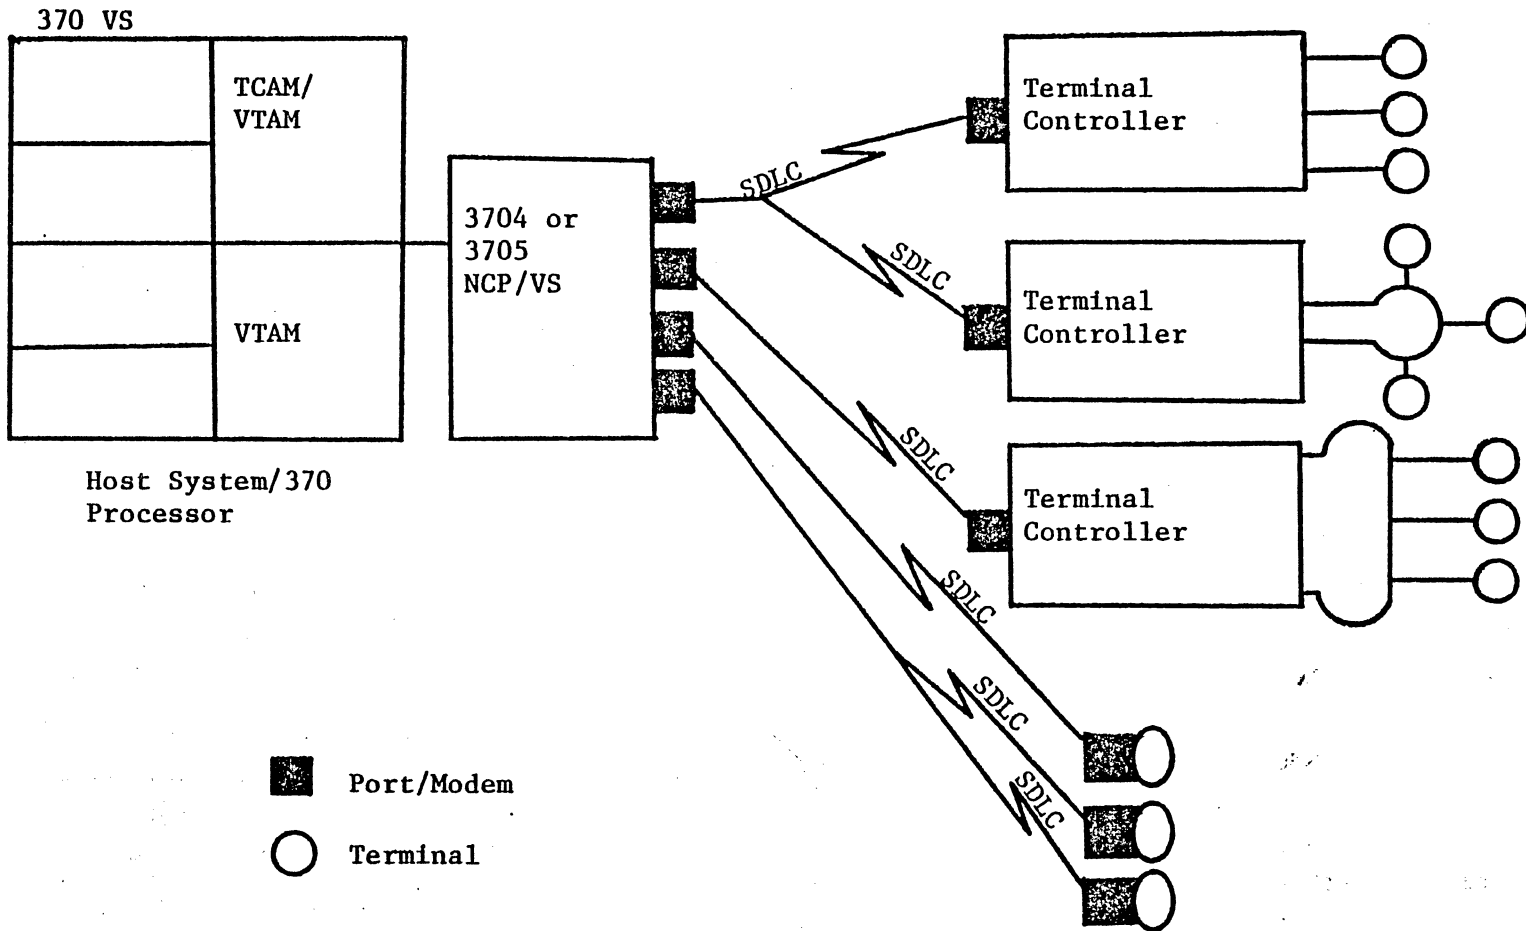 370 VS
TCAM/
VTAM
VTAM
Host System/370
Processor
3704 or
3705
NCP/VS
SDLC
SDLC
SDLC
SDLC
SDLC
SDLC
Terminal
Controller
Terminal
Controller
Terminal
Controller
Port/Modem
Terminal